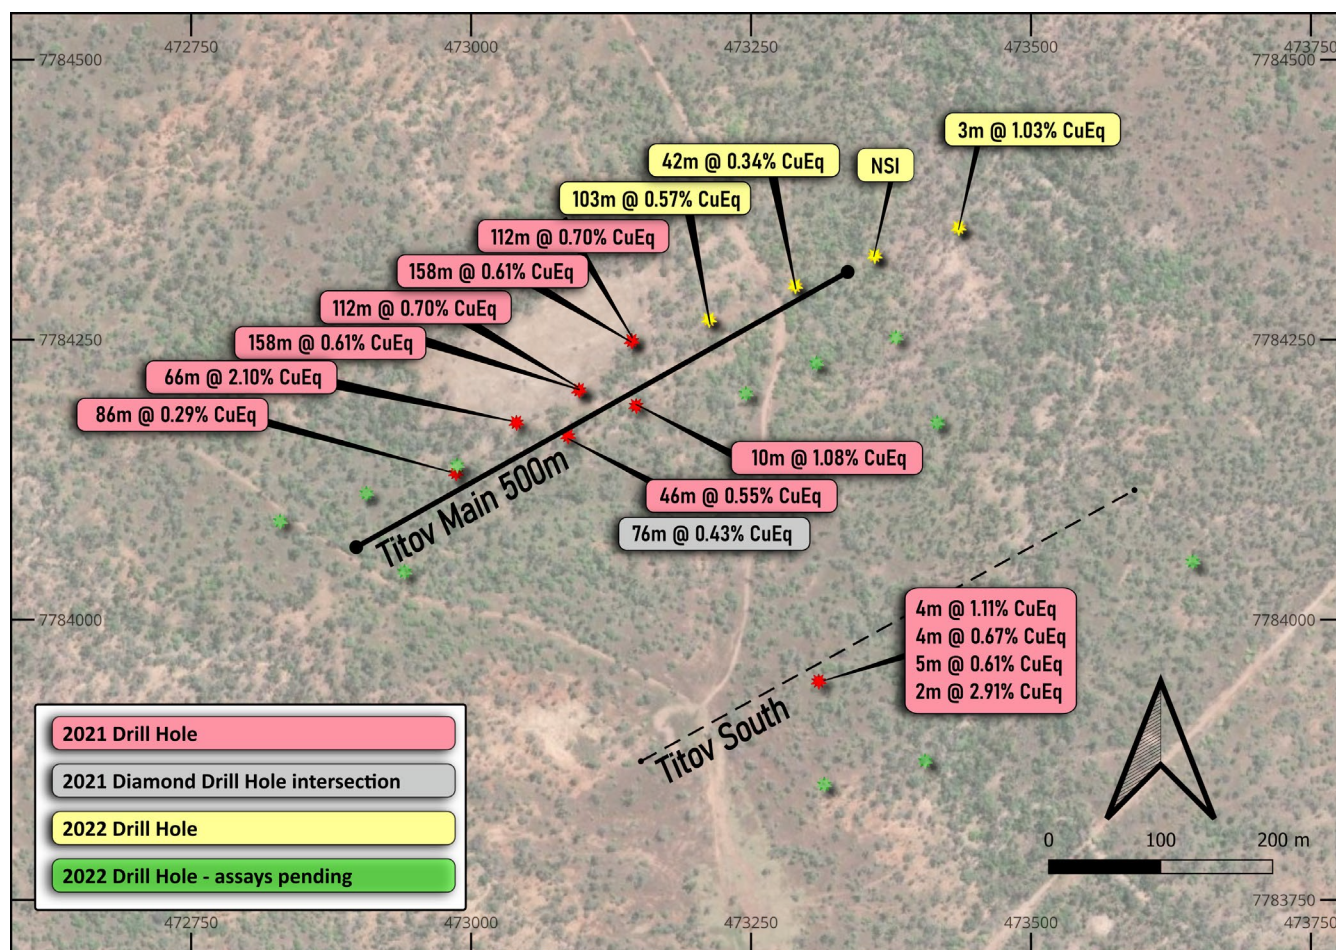 472750
473000
473250
473500
473750
7784500
7784500
3m @ 1.03% CuEq
42m @ 0.34% CuEq
NSI
103m @ 0.57% CuEq
112m @ 0.70% CuEq
158m @ 0.61% CuEq
112m @ 0.70% CuEq
158m @ 0.61% CuEq
7784250
7784250
66m @ 2.10% CuEq
86m @ 0.29% CuEq
10m @ 1.08% CuEq
46m @ 0.55% CuEq
76m @ 0.43% CuEq
Titov Main 500m
7784000
7784000
4m @ 1.11% CuEq
4m @ 0.67% CuEq
5m @ 0.61% CuEq
2m @ 2.91% CuEq
Titov South
2021 Drill Hole
2021 Diamond Drill Hole intersection
2022 Drill Hole
2022 Drill Hole - assays pending
0 100 200 m
7783750
472750
473000
473250
473500
473750